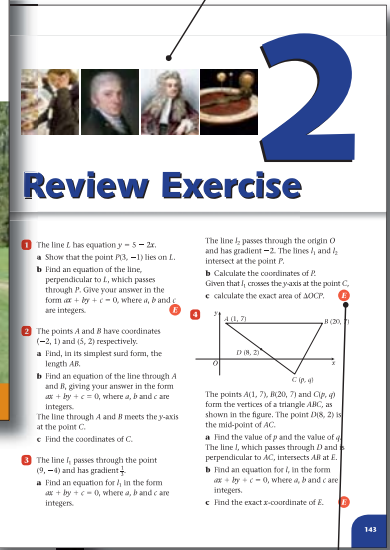 2
Review Exercise
1 The line L has equation y = 5 − 2x.
a Show that the point P(3, −1) lies on L.
b Find an equation of the line,
perpendicular to L, which passes
through P. Give your answer in the
form ax + by + c = 0, where a, b and c
are integers. E
2 The points A and B have coordinates
(−2, 1) and (5, 2) respectively.
a Find, in its simplest surd form, the
length AB.
b Find an equation of the line through A
and B, giving your answer in the form
ax + by + c = 0, where a, b and c are
integers.
The line through A and B meets the y-axis
at the point C.
c Find the coordinates of C.
3 The line l₁ passes through the point
(9, −4) and has gradient ⅓.
a Find an equation for l₁ in the form
ax + by + c = 0, where a, b and c are
integers.
The line l₂ passes through the origin O
and has gradient −2. The lines l₁ and l₂
intersect at the point P.
b Calculate the coordinates of P.
Given that l₁ crosses the y-axis at the point C,
c calculate the exact area of ΔOCP. E
4
y
A (1, 7)
B (20, 7)
D (8, 2)
O
x
C (p, q)
The points A(1, 7), B(20, 7) and C(p, q)
form the vertices of a triangle ABC, as
shown in the figure. The point D(8, 2) is
the mid-point of AC.
a Find the value of p and the value of q.
The line l, which passes through D and is
perpendicular to AC, intersects AB at E.
b Find an equation for l, in the form
ax + by + c = 0, where a, b and c are
integers.
c Find the exact x-coordinate of E. E
143